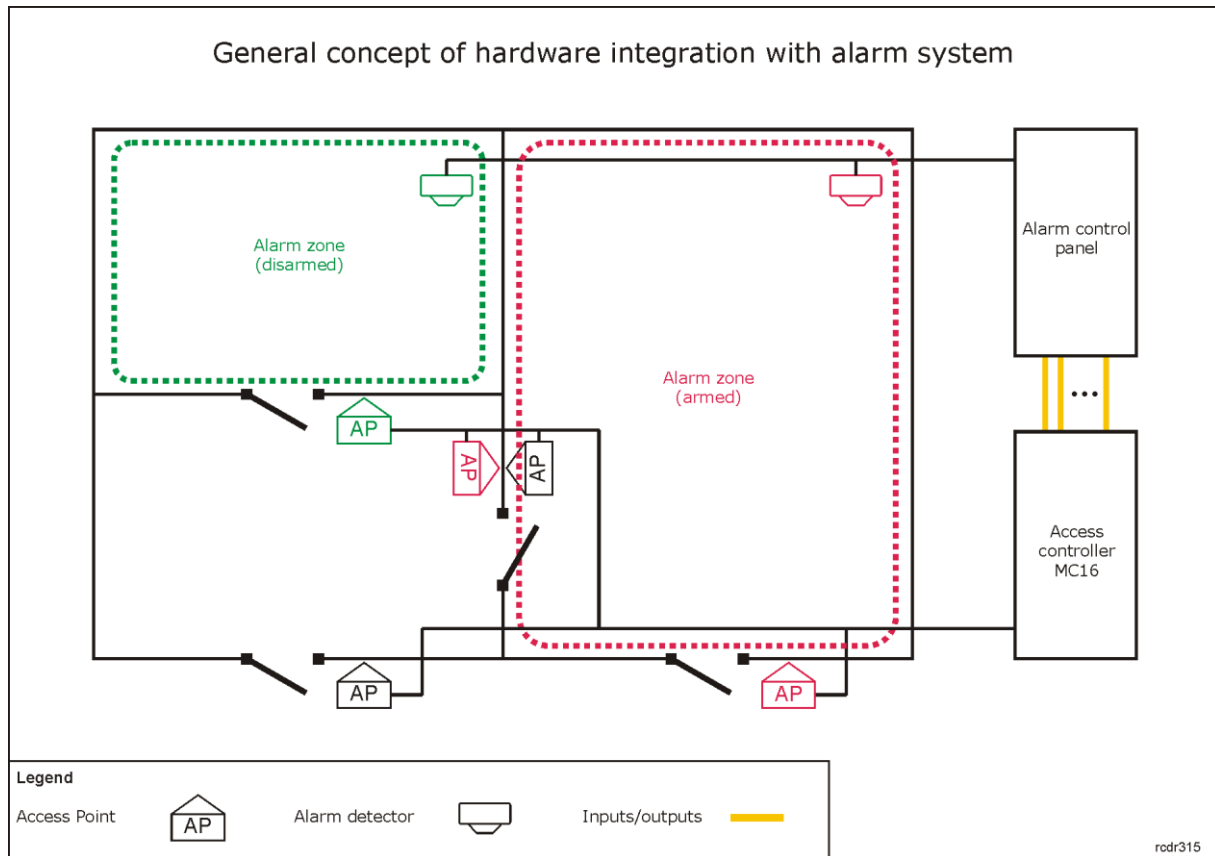 General concept of hardware integration with alarm system
Alarm zone
(disarmed)
Alarm zone
(armed)
Alarm control
panel
...
Access
controller
MC16
AP
AP
AP
AP
AP
Legend
Access Point
AP
Alarm detector
Inputs/outputs
rcdr315